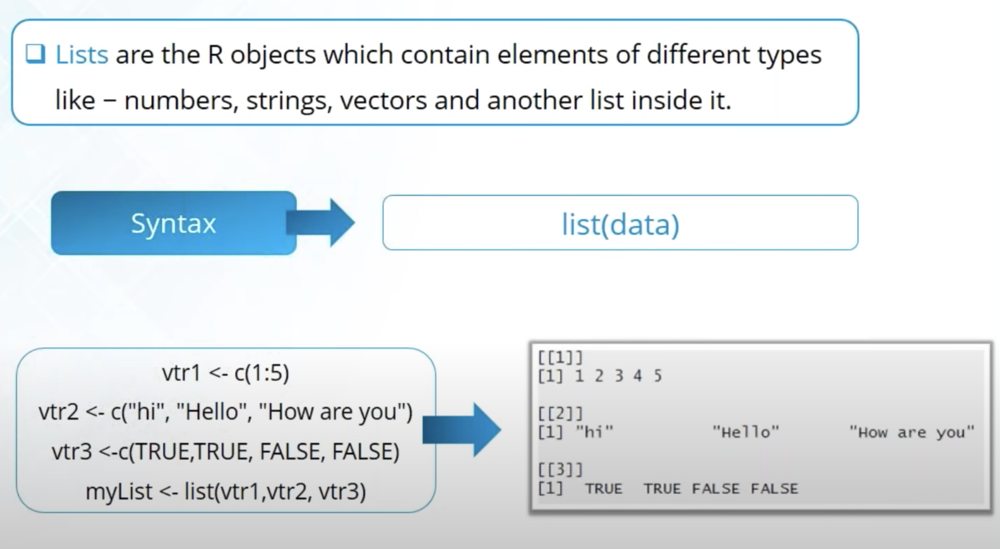 Lists are the R objects which contain elements of different types
like – numbers, strings, vectors and another list inside it.
Syntax
list(data)
vtr1 <- c(1:5)
vtr2 <- c("hi", "Hello", "How are you")
vtr3 <-c(TRUE,TRUE, FALSE, FALSE)
myList <- list(vtr1,vtr2, vtr3)
[[1]]
[1] 1 2 3 4 5
[[2]]
[1] "hi" "Hello" "How are you"
[[3]]
[1] TRUE TRUE FALSE FALSE